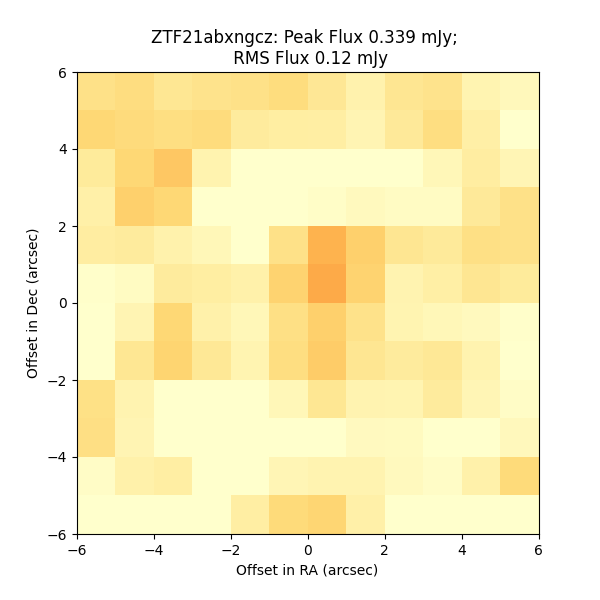 ZTF21abxngcz: Peak Flux 0.339 mJy;
RMS Flux 0.12 mJy
6
4
2
0
−2
−4
−6
Offset in Dec (arcsec)
−6 −4 −2 0 2 4 6
Offset in RA (arcsec)